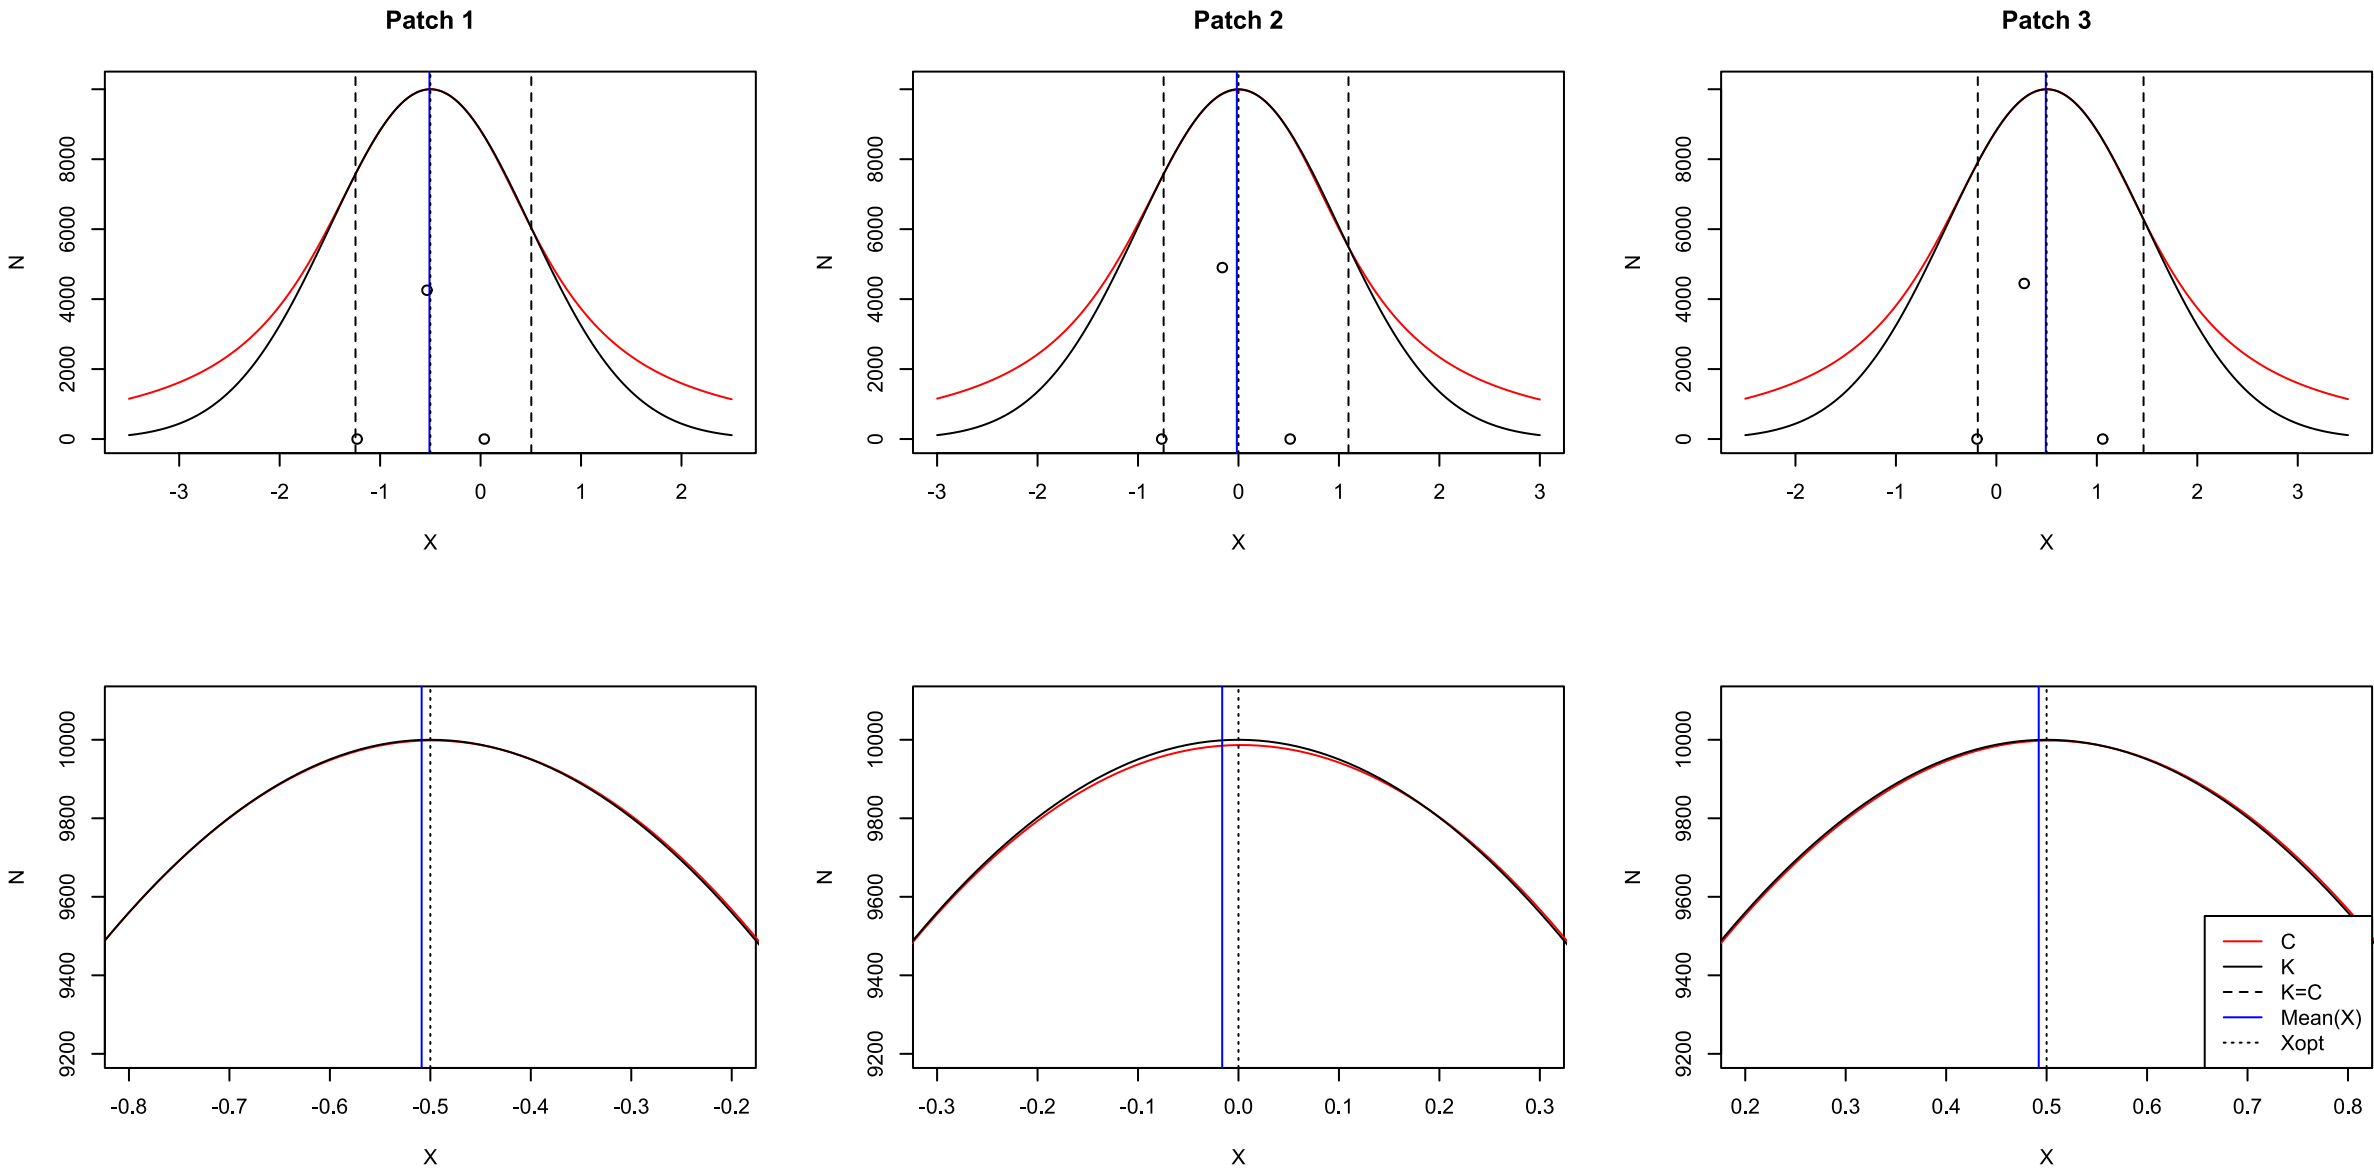 Patch 1
N
0 2000 4000 6000 8000
-3 -2 -1 0 1 2
X
Patch 2
N
0 2000 4000 6000 8000
-3 -2 -1 0 1 2 3
X
Patch 3
N
0 2000 4000 6000 8000
-2 -1 0 1 2 3
X
N
9200 9400 9600 9800 10000
-0.8 -0.7 -0.6 -0.5 -0.4 -0.3 -0.2
X
N
9200 9400 9600 9800 10000
-0.3 -0.2 -0.1 0.0 0.1 0.2 0.3
X
N
9200 9400 9600 9800 10000
0.2 0.3 0.4 0.5 0.6 0.7 0.8
X
C
K
K=C
Mean(X)
Xopt